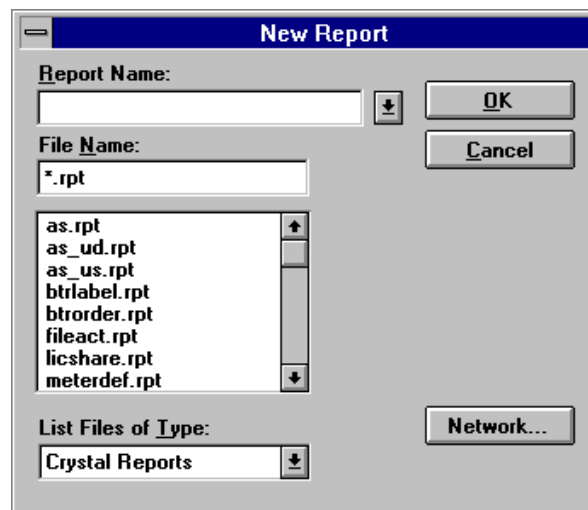 New Report
Report Name:
OK
File Name:
Cancel
*.rpt
as.rpt
as_ud.rpt
as_us.rpt
btrlabel.rpt
btrorder.rpt
fileact.rpt
licshare.rpt
meterdef.rpt
List Files of Type:
Network...
Crystal Reports